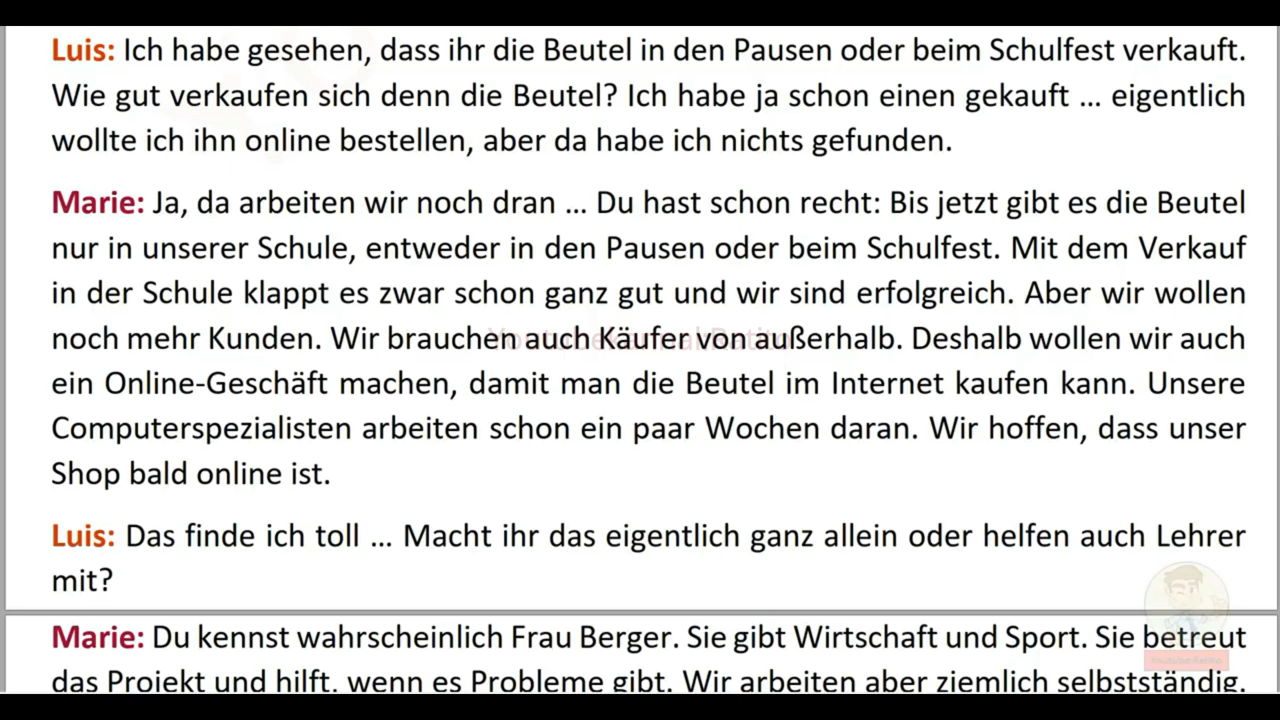 Luis: Ich habe gesehen, dass ihr die Beutel in den Pausen oder beim Schulfest verkauft.
Wie gut verkaufen sich denn die Beutel? Ich habe ja schon einen gekauft … eigentlich
wollte ich ihn online bestellen, aber da habe ich nichts gefunden.
Marie: Ja, da arbeiten wir noch dran … Du hast schon recht: Bis jetzt gibt es die Beutel
nur in unserer Schule, entweder in den Pausen oder beim Schulfest. Mit dem Verkauf
in der Schule klappt es zwar schon ganz gut und wir sind erfolgreich. Aber wir wollen
noch mehr Kunden. Wir brauchen auch Käufer von außerhalb. Deshalb wollen wir auch
ein Online-Geschäft machen, damit man die Beutel im Internet kaufen kann. Unsere
Computerspezialisten arbeiten schon ein paar Wochen daran. Wir hoffen, dass unser
Shop bald online ist.
Luis: Das finde ich toll … Macht ihr das eigentlich ganz allein oder helfen auch Lehrer
mit?
Marie: Du kennst wahrscheinlich Frau Berger. Sie gibt Wirtschaft und Sport. Sie betreut
das Projekt und hilft, wenn es Probleme gibt. Wir arbeiten aber ziemlich selbstständig.